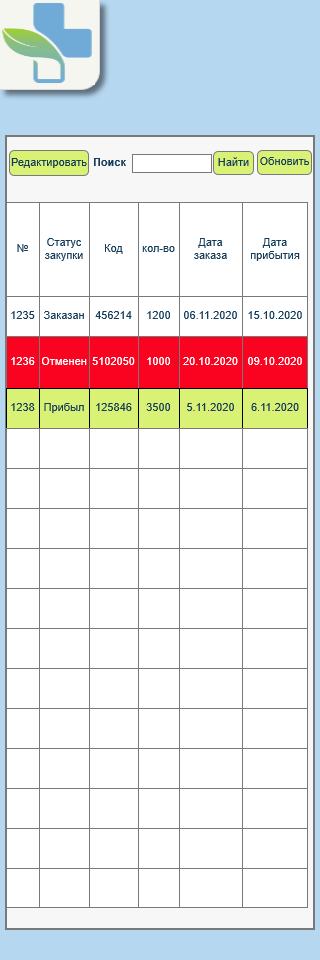 Редактировать Поиск Найти Обновить
№ Статус закупки Код кол-во Дата заказа Дата прибытия
1235 Заказан 456214 1200 06.11.2020 15.10.2020
1236 Отменен 5102050 1000 20.10.2020 09.10.2020
1238 Прибыл 125846 3500 5.11.2020 6.11.2020